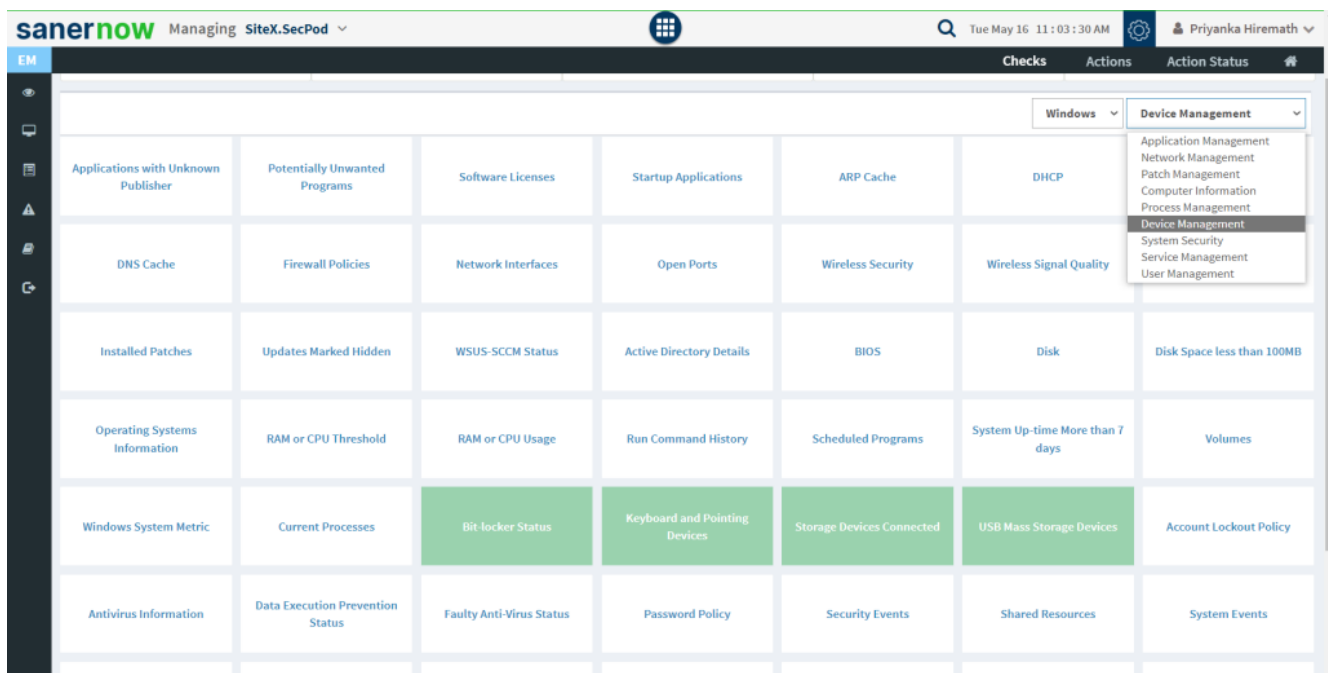 sanernow Managing SiteX.SecPod Tue May 16 11:03:30 AM Priyanka Hiremath
EM Checks Actions Action Status
Windows Device Management
Application Management
Network Management
Patch Management
Computer Information
Process Management
Device Management
System Security
Service Management
User Management
Applications with Unknown
Publisher
Potentially Unwanted
Programs
Software Licenses
Startup Applications
ARP Cache
DHCP
DNS Cache
Firewall Policies
Network Interfaces
Open Ports
Wireless Security
Wireless Signal Quality
Installed Patches
Updates Marked Hidden
WSUS-SCCM Status
Active Directory Details
BIOS
Disk
Disk Space less than 100MB
Operating Systems
Information
RAM or CPU Threshold
RAM or CPU Usage
Run Command History
Scheduled Programs
System Up-time More than 7
days
Volumes
Windows System Metric
Current Processes
Bit-locker Status
Keyboard and Pointing
Devices
Storage Devices Connected
USB Mass Storage Devices
Account Lockout Policy
Antivirus Information
Data Execution Prevention
Status
Faulty Anti-Virus Status
Password Policy
Security Events
Shared Resources
System Events